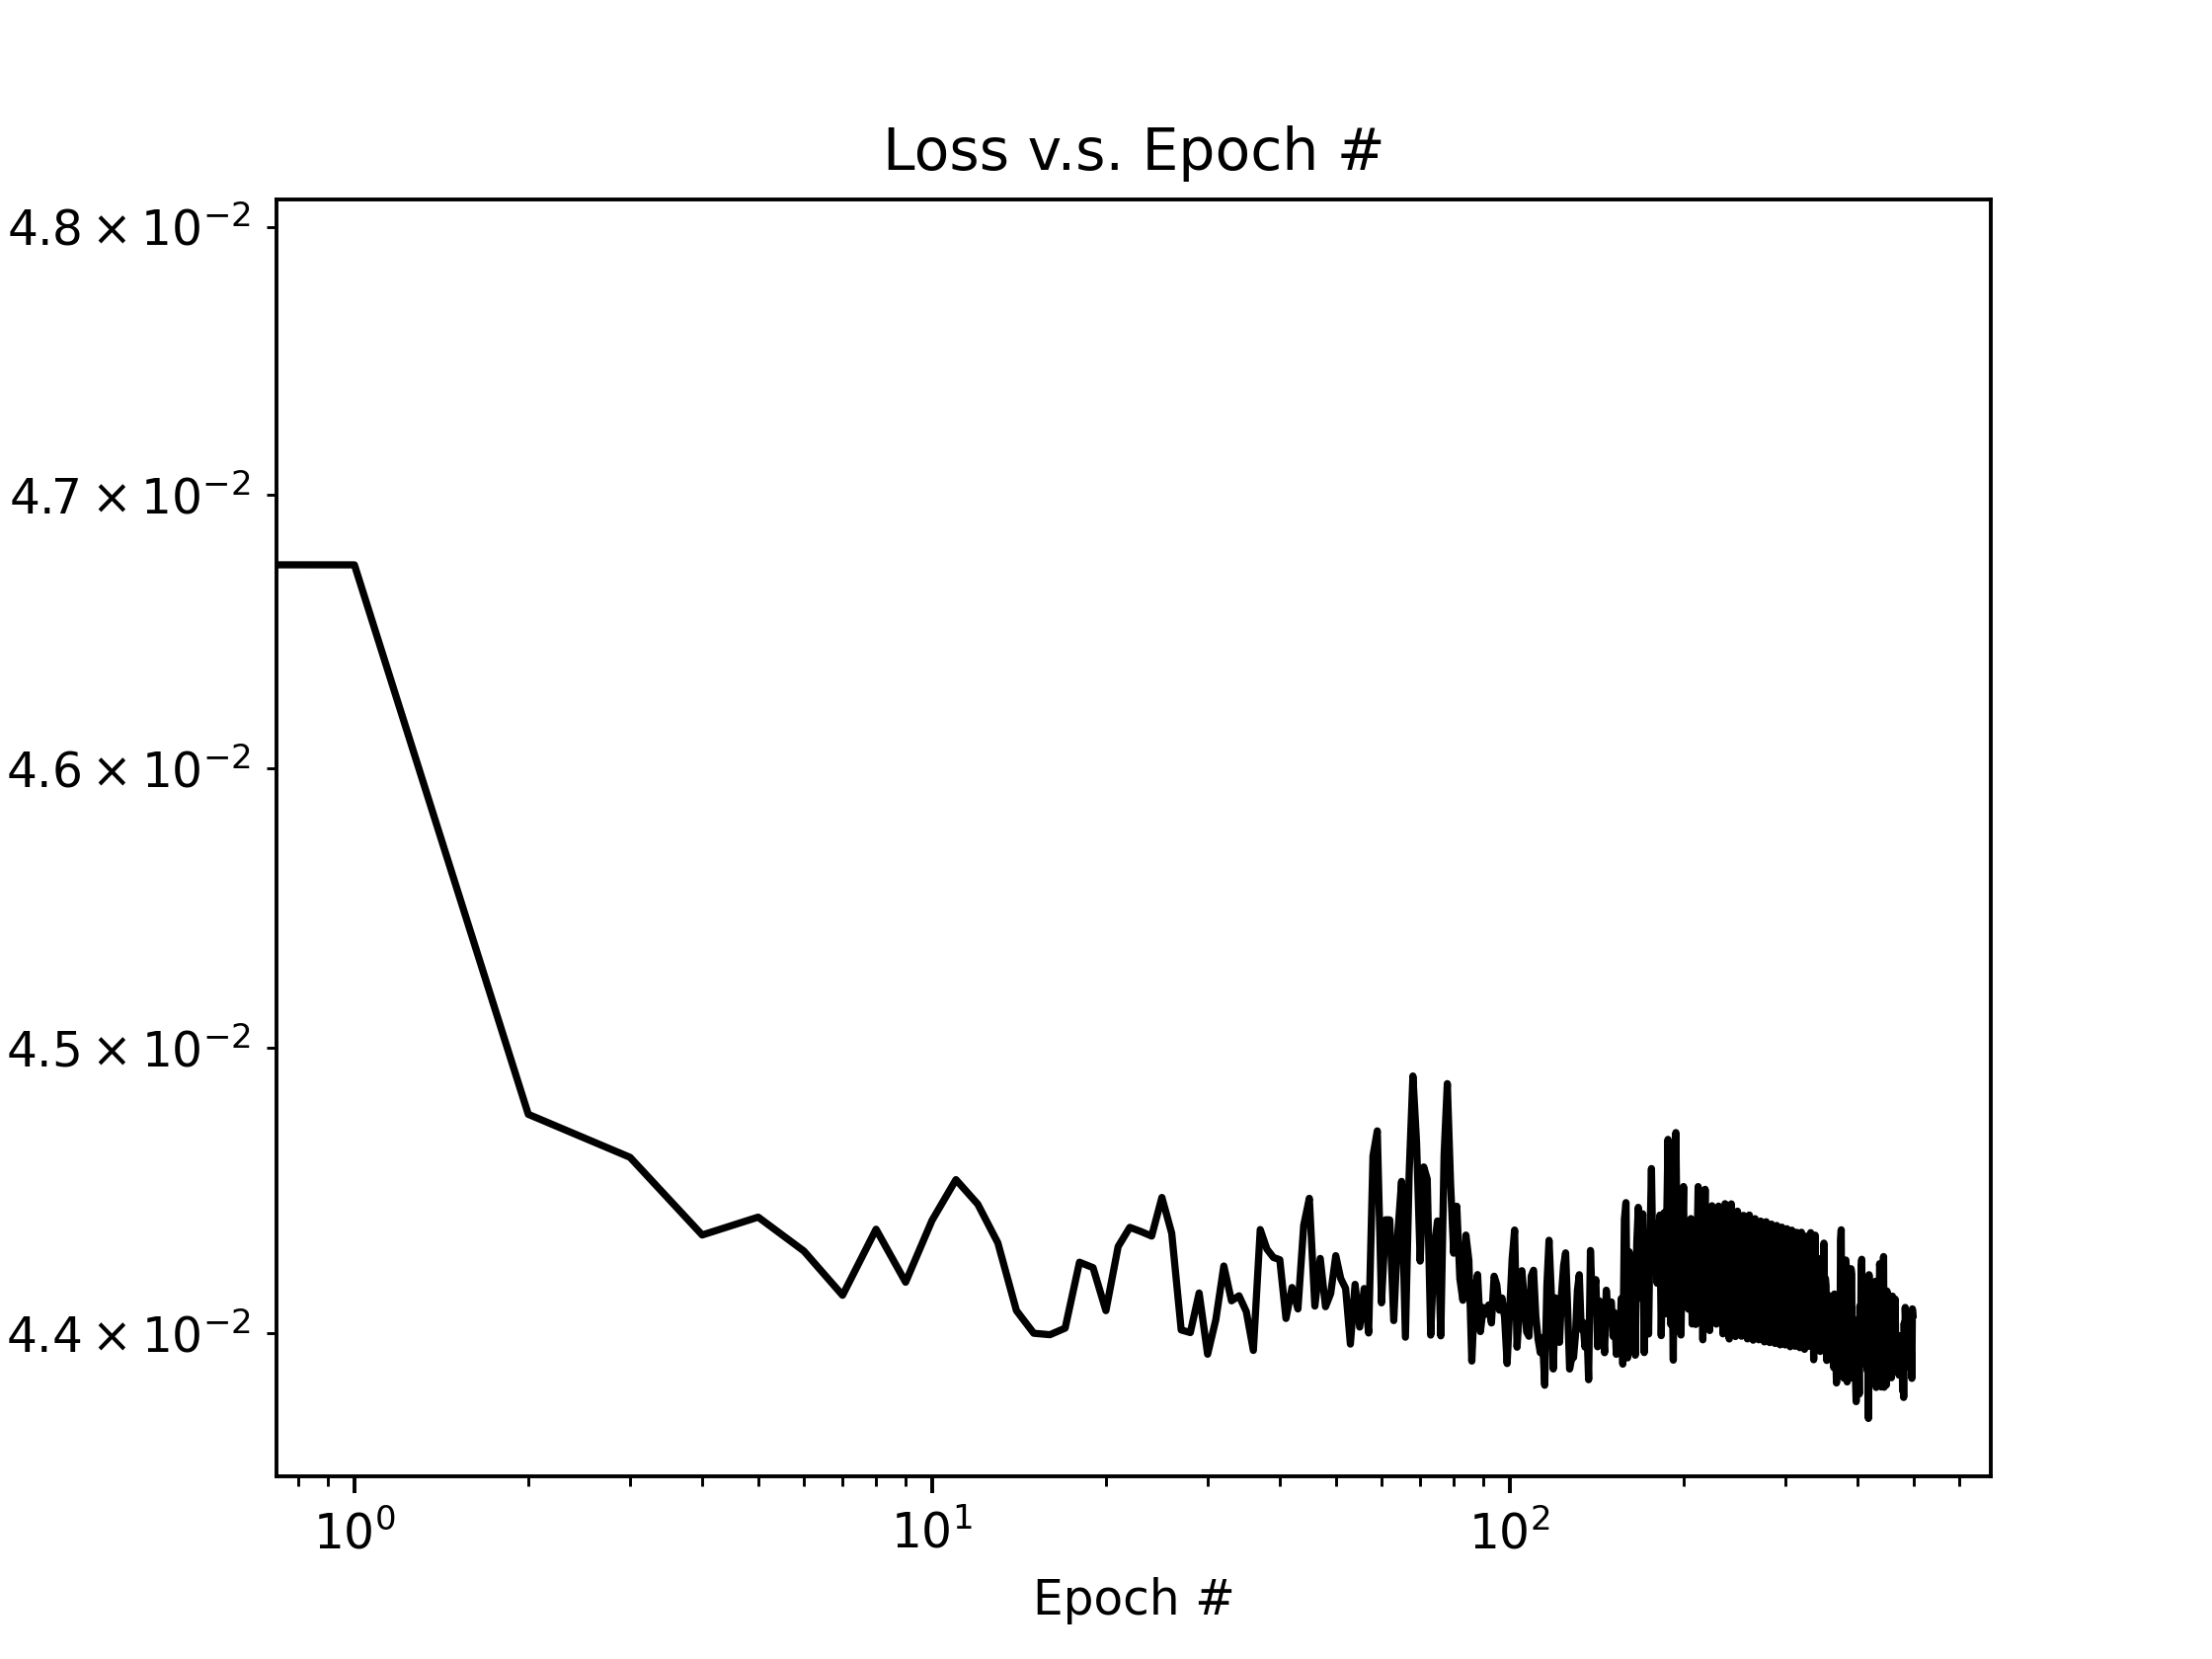 Loss v.s. Epoch #
4.8 × 10⁻²
4.7 × 10⁻²
4.6 × 10⁻²
4.5 × 10⁻²
4.4 × 10⁻²
10⁰ 10¹ 10²
Epoch #